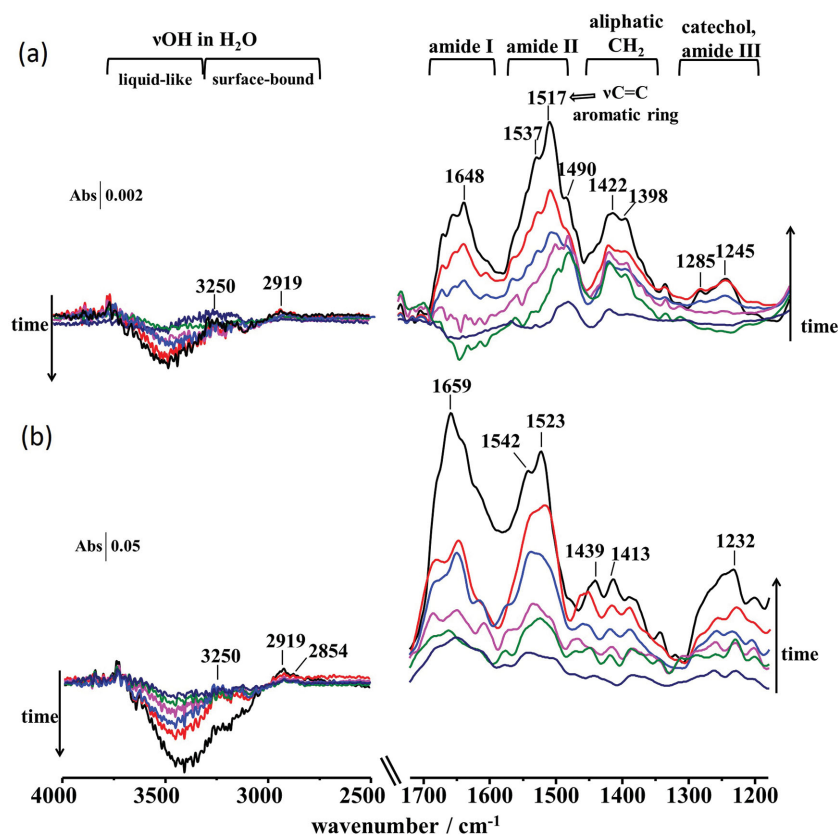 (a)
νOH in H2O
liquid-like
surface-bound
amide I
amide II
aliphatic
CH2
catechol,
amide III
1517
νC=C
aromatic ring
1537
1490
1648
1422
1398
1285
1245
Abs 0.002
3250
2919
time
time
(b)
1659
1542
1523
1439
1413
1232
Abs 0.05
3250
2919
2854
time
time
4000 3500 3000 2500 1700 1600 1500 1400 1300 1200
wavenumber / cm-1